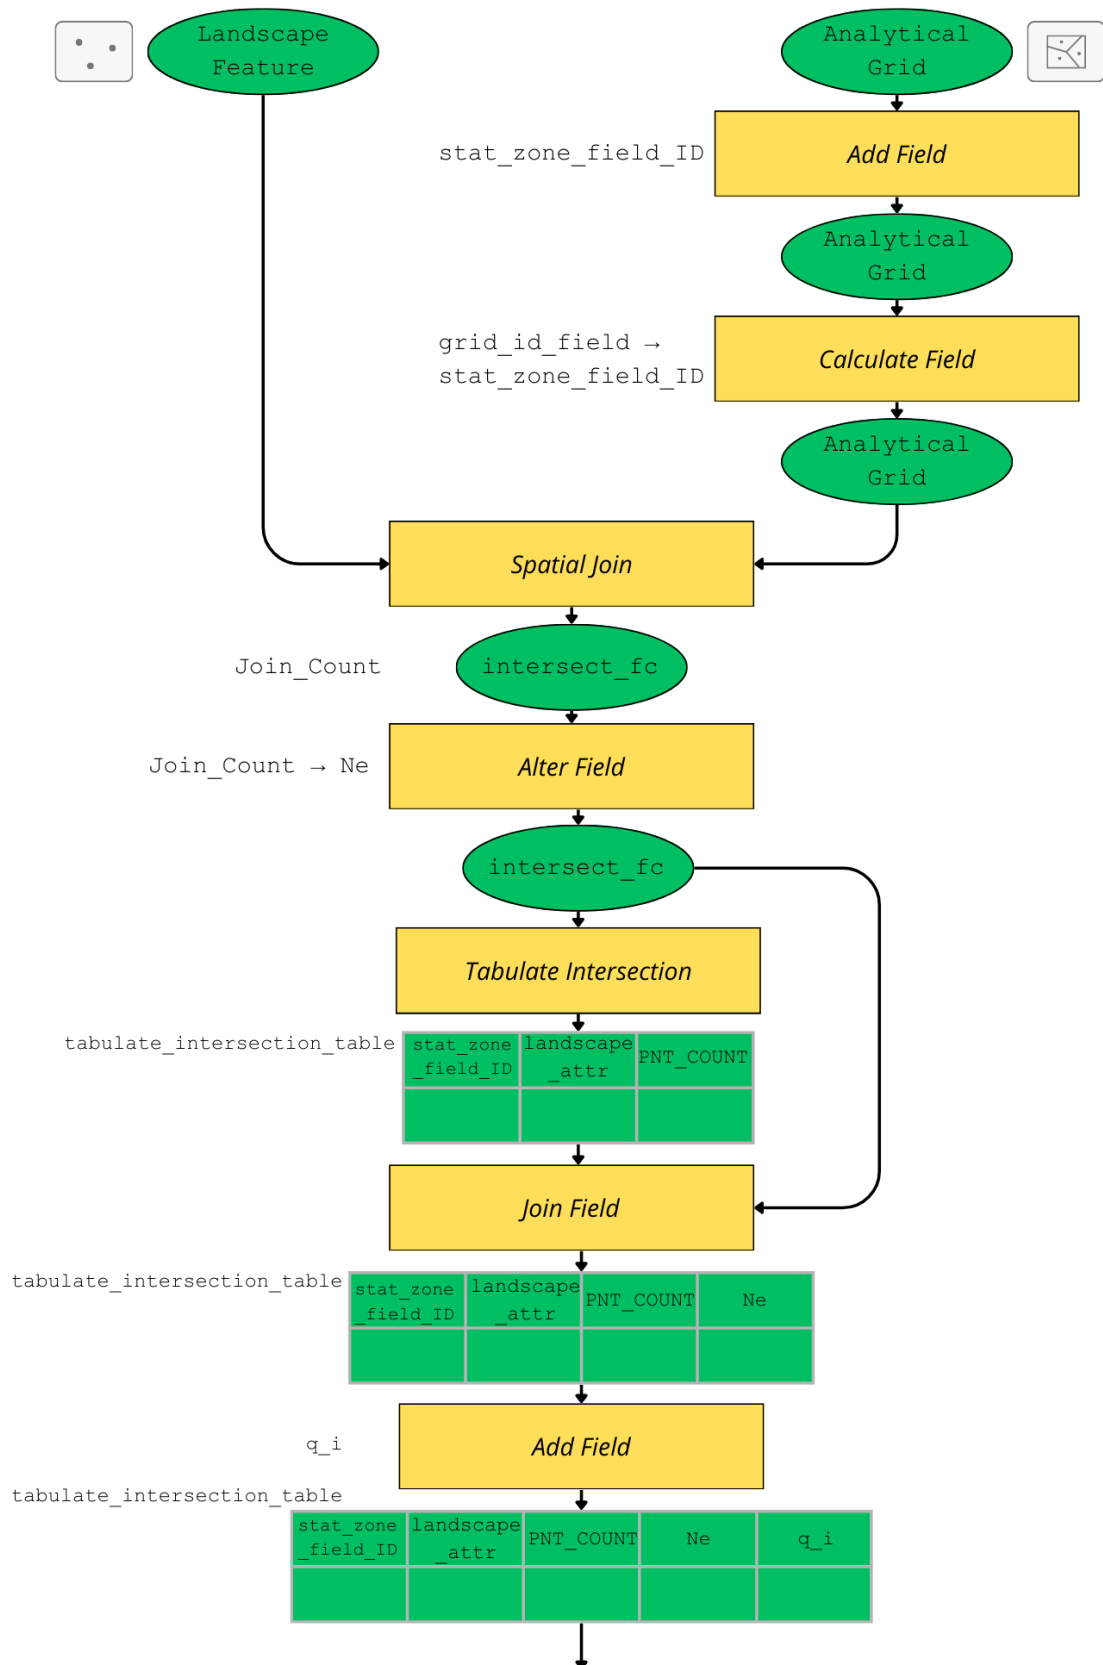 Landscape
Feature
Analytical
Grid
stat_zone_field_ID
Add Field
Analytical
Grid
grid_id_field →
stat_zone_field_ID
Calculate Field
Analytical
Grid
Spatial Join
Join_Count
intersect_fc
Join_Count → Ne
Alter Field
intersect_fc
Tabulate Intersection
tabulate_intersection_table
stat_zone
_field_ID
landscape
_attr
PNT_COUNT
Join Field
tabulate_intersection_table
stat_zone
_field_ID
landscape
_attr
PNT_COUNT
Ne
q_i
Add Field
tabulate_intersection_table
stat_zone
_field_ID
landscape
_attr
PNT_COUNT
Ne
q_i